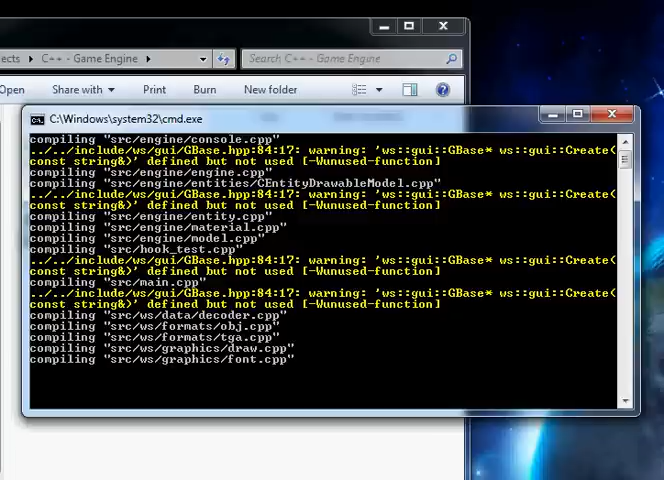 ects ▸ C++ - Game Engine ▸
Search C++ - Game Engine
Open Share with Print Burn New folder
C:\Windows\system32\cmd.exe
compiling "src/engine/console.cpp"
../../include/ws/gui/GBase.hpp:84:17: warning: 'ws::gui::GBase* ws::gui::Create(
const string&)' defined but not used [-Wunused-function]
compiling "src/engine/engine.cpp"
compiling "src/engine/entities/CEntityDrawableModel.cpp"
../../include/ws/gui/GBase.hpp:84:17: warning: 'ws::gui::GBase* ws::gui::Create(
const string&)' defined but not used [-Wunused-function]
compiling "src/engine/entity.cpp"
compiling "src/engine/material.cpp"
compiling "src/engine/model.cpp"
compiling "src/hook_test.cpp"
../../include/ws/gui/GBase.hpp:84:17: warning: 'ws::gui::GBase* ws::gui::Create(
const string&)' defined but not used [-Wunused-function]
compiling "src/main.cpp"
../../include/ws/gui/GBase.hpp:84:17: warning: 'ws::gui::GBase* ws::gui::Create(
const string&)' defined but not used [-Wunused-function]
compiling "src/ws/data/decoder.cpp"
compiling "src/ws/formats/obj.cpp"
compiling "src/ws/formats/tga.cpp"
compiling "src/ws/graphics/draw.cpp"
compiling "src/ws/graphics/font.cpp"